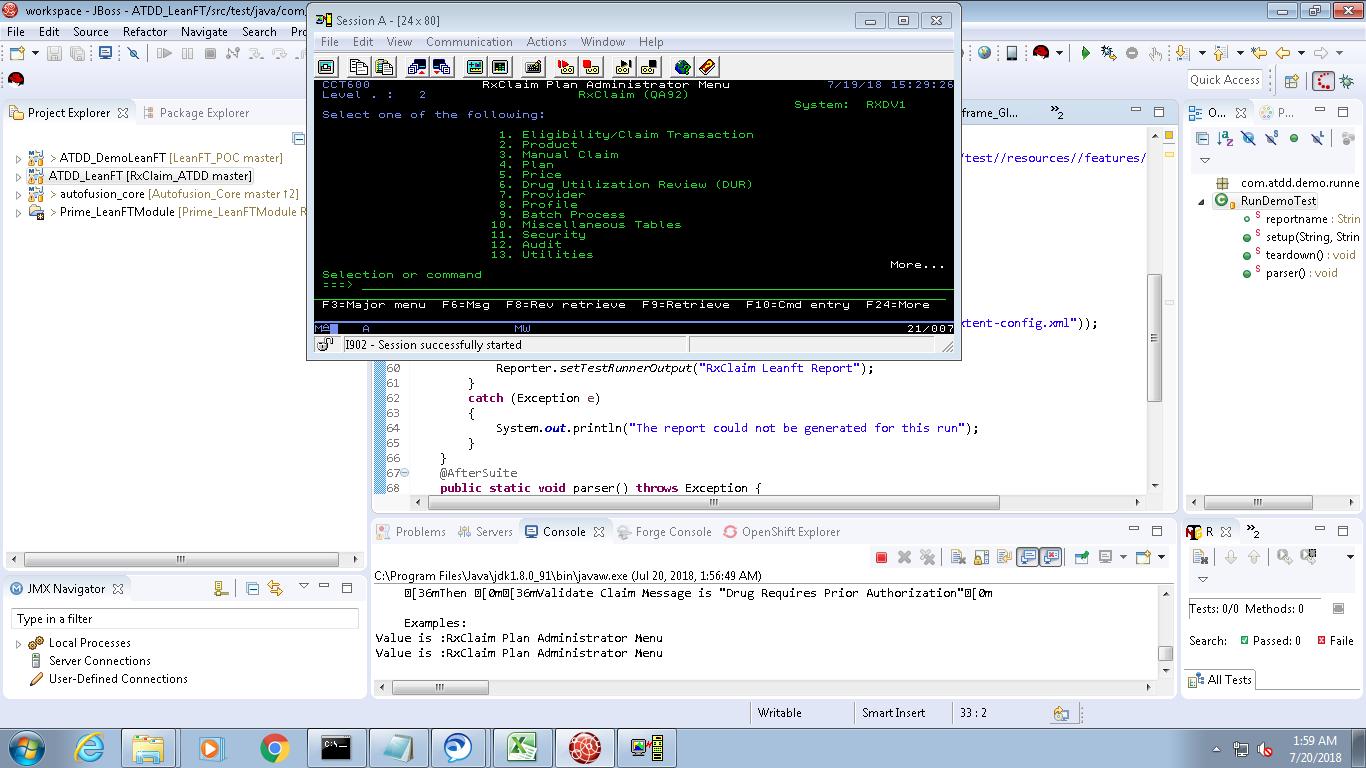 workspace - JBoss - ATDD_LeanFT/src/test/java/com
File Edit Source Refactor Navigate Search
Quick Access
Session A - [24 x 80]
File Edit View Communication Actions Window Help
CCT600 RxClaim Plan Administrator Menu 7/19/18 15:29:26
Level . : 2 RxClaim (QA92)
System: RXDV1
Select one of the following:
1. Eligibility/Claim Transaction
2. Product
3. Manual Claim
4. Plan
5. Price
6. Drug Utilization Review (DUR)
7. Provider
8. Profile
9. Batch Process
10. Miscellaneous Tables
11. Security
12. Audit
13. Utilities
More...
Selection or command
===>
F3=Major menu F6=Msg F8=Rev retrieve F9=Retrieve F10=Cmd entry F24=More
MA A MW 21/007
I902 - Session successfully started
Project Explorer Package Explorer
> ATDD_DemoLeanFT [LeanFT_POC master]
ATDD_LeanFT [RxClaim_ATDD master]
> autofusion_core [Autofusion_Core master ↑2]
> Prime_LeanFTModule [Prime_LeanFTModule R
frame_Gl... »2
/test//resources//features/
xtent-config.xml"));
60 Reporter.setTestRunnerOutput("RxClaim Leanft Report");
61 }
62 catch (Exception e)
63 {
64 System.out.println("The report could not be generated for this run");
65 }
66 }
67 @AfterSuite
68 public static void parser() throws Exception {
O... P...
com.atdd.demo.runne
RunDemoTest
reportname : Strin
setup(String, Strin
teardown() : void
parser() : void
Problems Servers Console Forge Console OpenShift Explorer
C:\Program Files\Java\jdk1.8.0_91\bin\javaw.exe (Jul 20, 2018, 1:56:49 AM)
[36mThen [0m[36mValidate Claim Message is "Drug Requires Prior Authorization"[0m
Examples:
Value is :RxClaim Plan Administrator Menu
Value is :RxClaim Plan Administrator Menu
R »2
Tests: 0/0 Methods: 0
Search: Passed: 0 Faile
All Tests
JMX Navigator
Type in a filter
Local Processes
Server Connections
User-Defined Connections
Writable Smart Insert 33 : 2
1:59 AM
7/20/2018